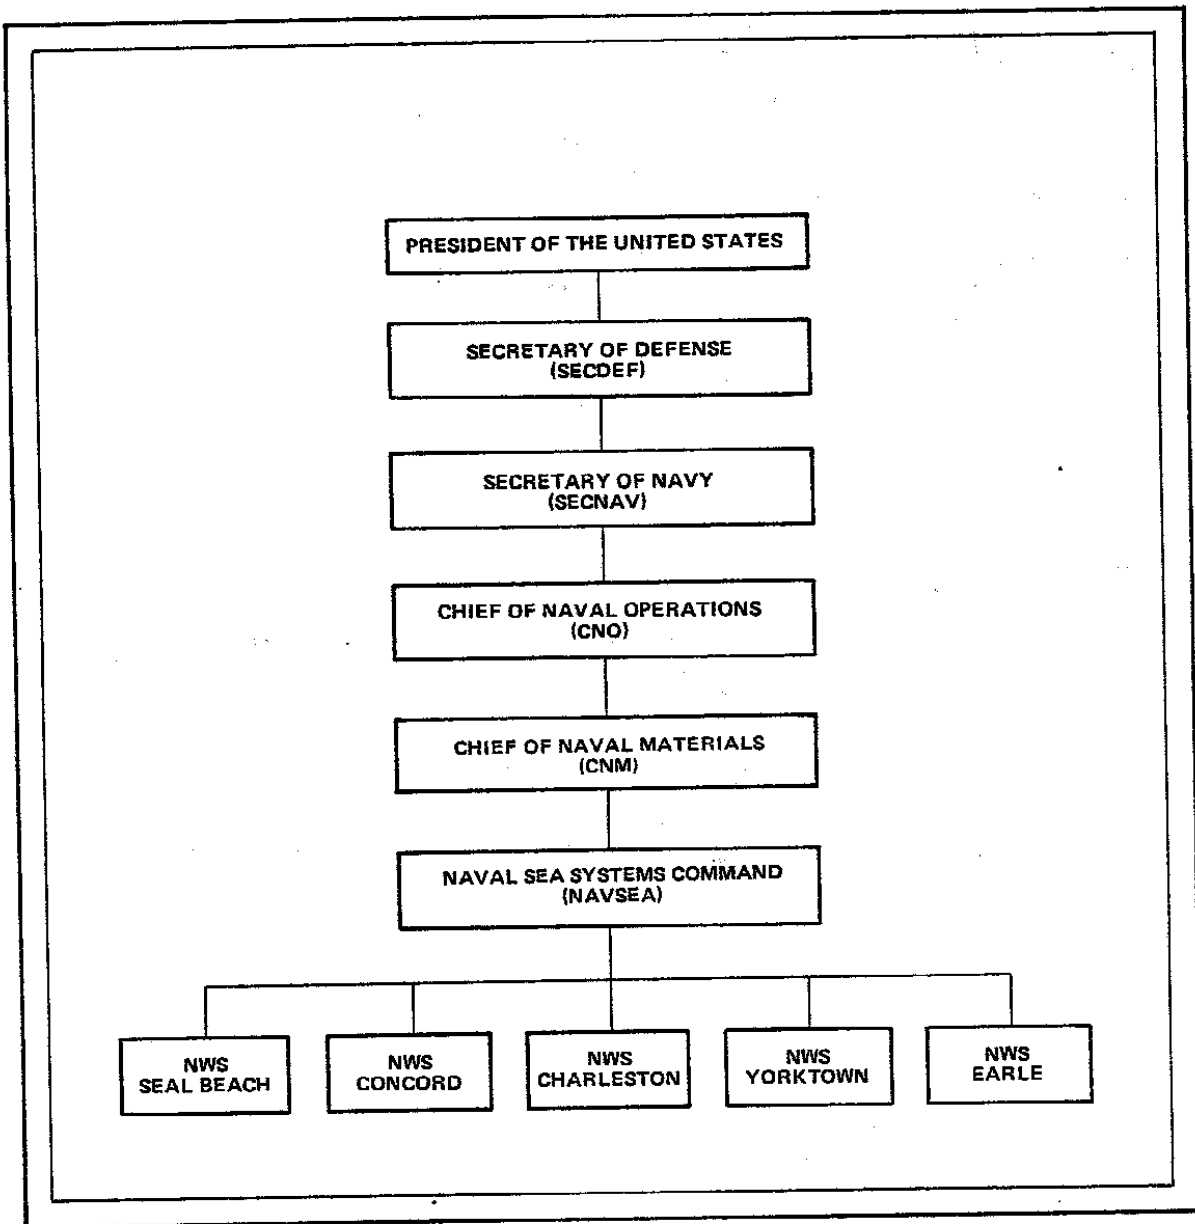 PRESIDENT OF THE UNITED STATES
SECRETARY OF DEFENSE
(SECDEF)
SECRETARY OF NAVY
(SECNAV)
CHIEF OF NAVAL OPERATIONS
(CNO)
CHIEF OF NAVAL MATERIALS
(CNM)
NAVAL SEA SYSTEMS COMMAND
(NAVSEA)
NWS
SEAL BEACH
NWS
CONCORD
NWS
CHARLESTON
NWS
YORKTOWN
NWS
EARLE